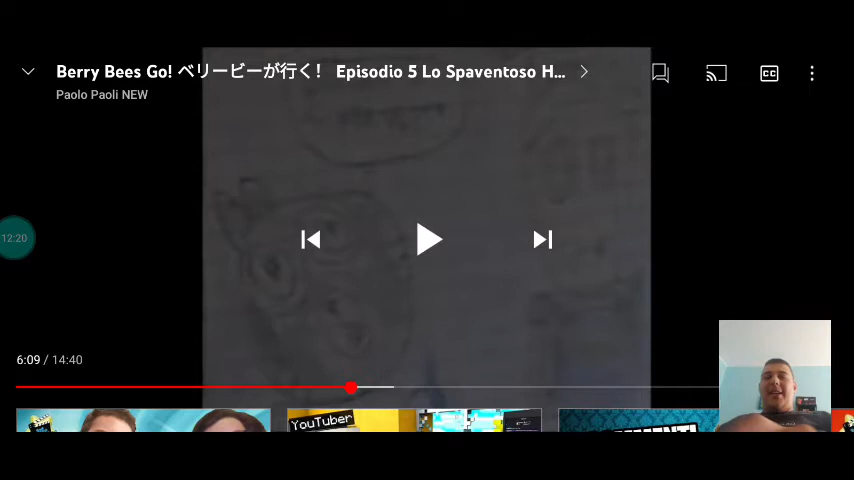 Berry Bees Go! ベリービーが行く! Episodio 5 Lo Spaventoso H...
Paolo Paoli NEW
CC
12:20
6:09 / 14:40
YouTuber